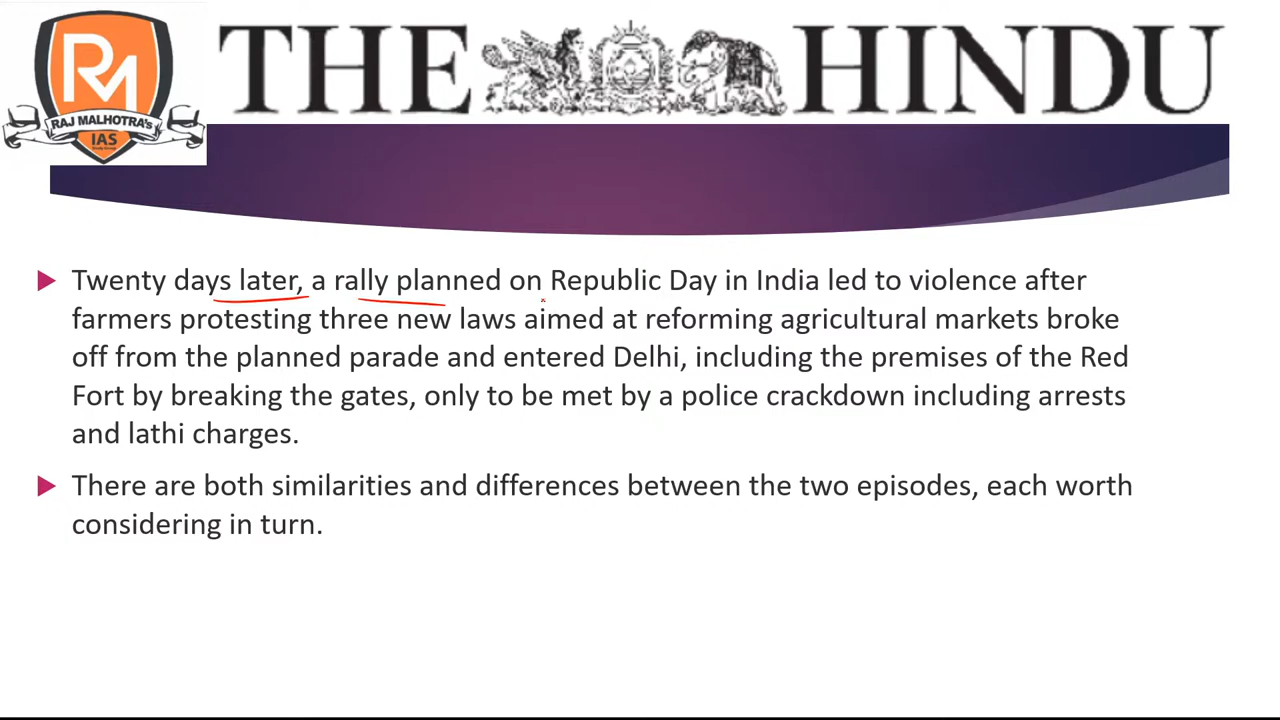 RM
RAJ MALHOTRA'S
IAS
THE HINDU
Twenty days later, a rally planned on Republic Day in India led to violence after
farmers protesting three new laws aimed at reforming agricultural markets broke
off from the planned parade and entered Delhi, including the premises of the Red
Fort by breaking the gates, only to be met by a police crackdown including arrests
and lathi charges.
There are both similarities and differences between the two episodes, each worth
considering in turn.